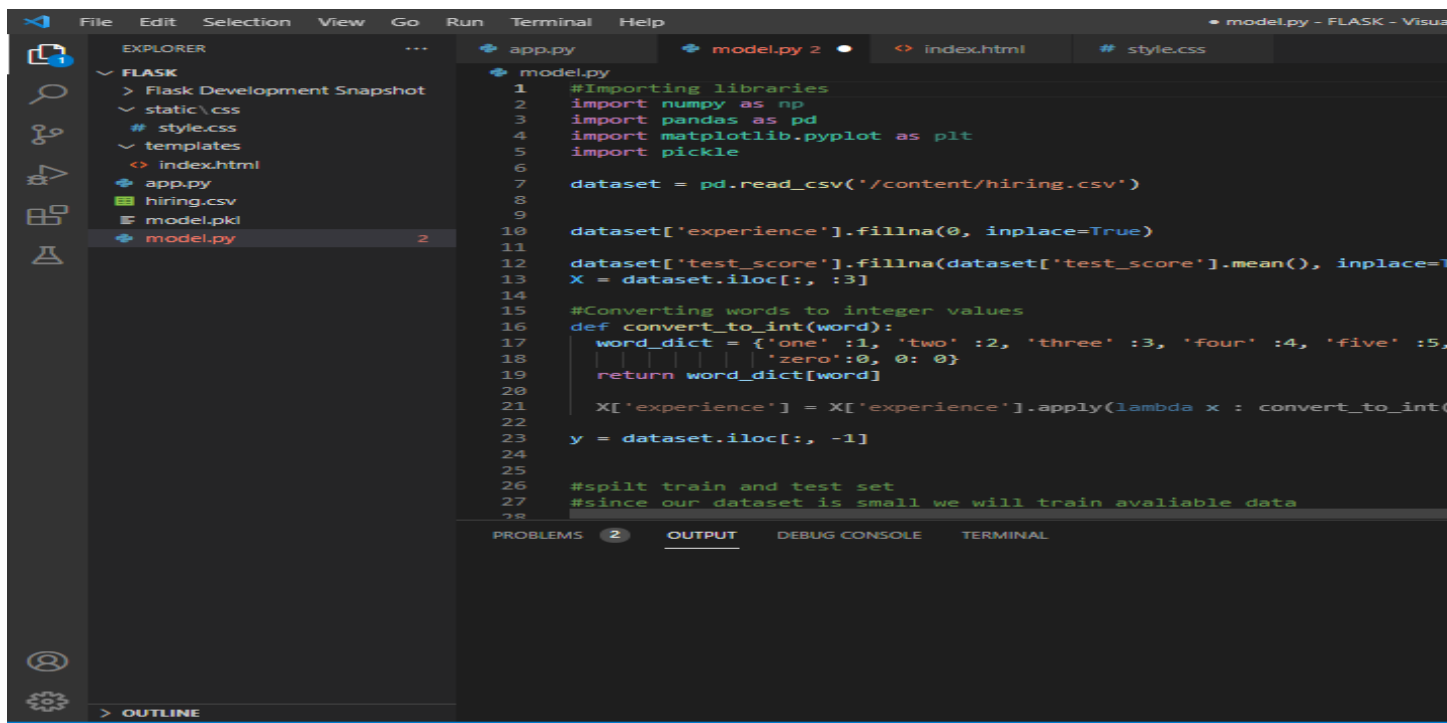 File Edit Selection View Go Run Terminal Help
● model.py - FLASK - Visua
EXPLORER ···
1
FLASK
> Flask Development Snapshot
static\css
# style.css
templates
<> index.html
app.py
hiring.csv
model.pkl
model.py 2
> OUTLINE
app.py
model.py 2 ●
<> index.html
# style.css
model.py
1 #Importing libraries
2 import numpy as np
3 import pandas as pd
4 import matplotlib.pyplot as plt
5 import pickle
6
7 dataset = pd.read_csv('/content/hiring.csv')
8
9
10 dataset['experience'].fillna(0, inplace=True)
11
12 dataset['test_score'].fillna(dataset['test_score'].mean(), inplace=T
13 X = dataset.iloc[:, :3]
14
15 #Converting words to integer values
16 def convert_to_int(word):
17 word_dict = {'one' :1, 'two' :2, 'three' :3, 'four' :4, 'five' :5,
18 'zero':0, 0: 0}
19 return word_dict[word]
20
21 X['experience'] = X['experience'].apply(lambda x : convert_to_int(
22
23 y = dataset.iloc[:, -1]
24
25
26 #spilt train and test set
27 #since our dataset is small we will train avaliable data
28
PROBLEMS 2 OUTPUT DEBUG CONSOLE TERMINAL